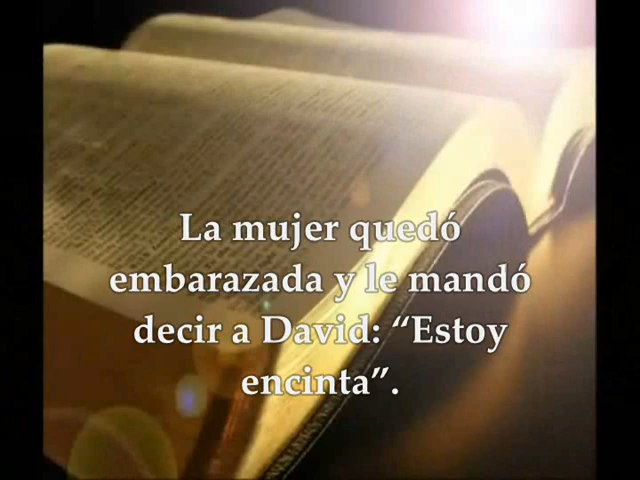 La mujer quedó
embarazada y le mandó
decir a David: “Estoy
encinta”.